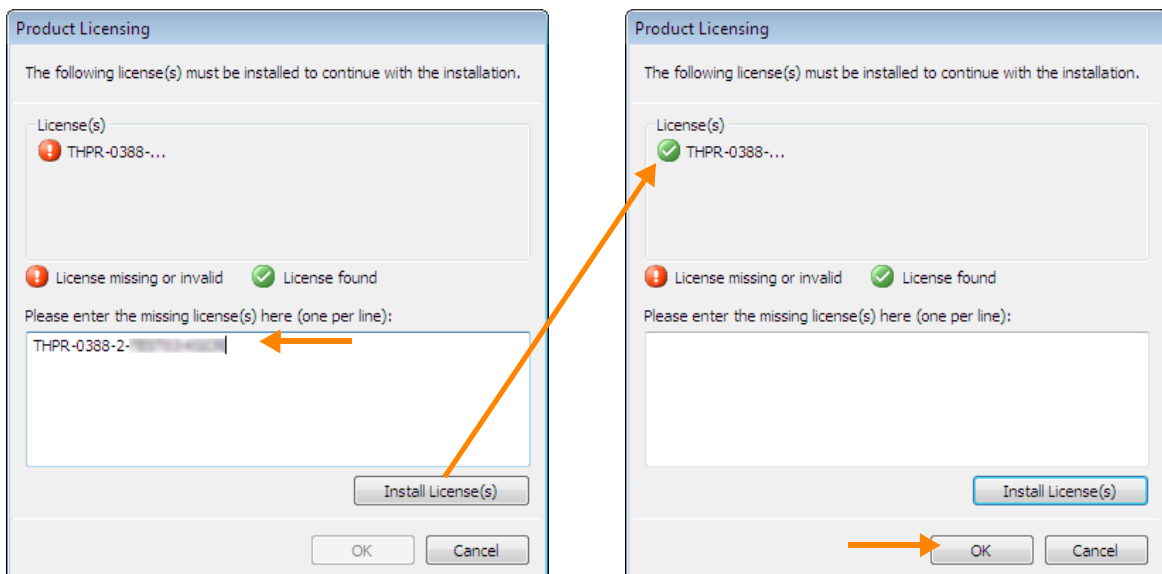 Product Licensing
The following license(s) must be installed to continue with the installation.
License(s)
THPR-0388-...
License missing or invalid
License found
Please enter the missing license(s) here (one per line):
THPR-0388-2-
Install License(s)
OK
Cancel
Product Licensing
The following license(s) must be installed to continue with the installation.
License(s)
THPR-0388-...
License missing or invalid
License found
Please enter the missing license(s) here (one per line):
Install License(s)
OK
Cancel